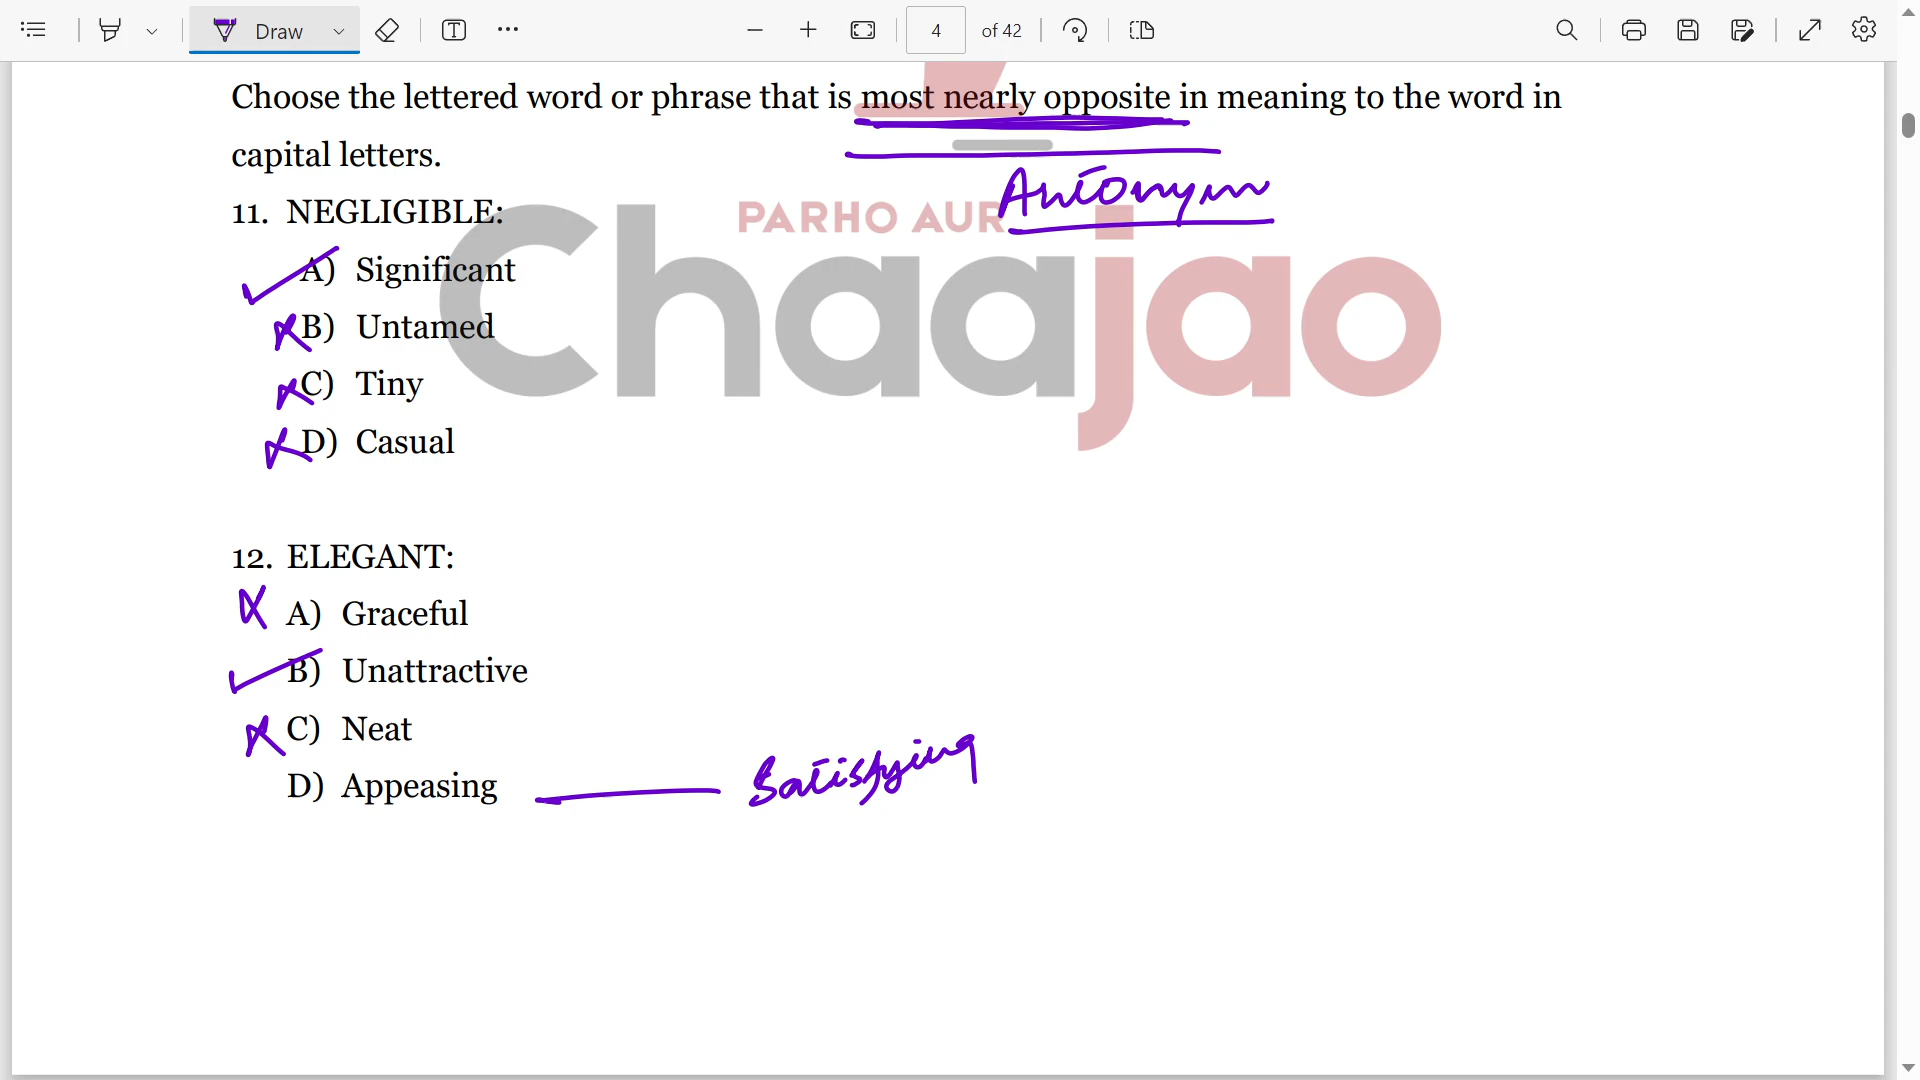 Draw
4 of 42
Choose the lettered word or phrase that is most nearly opposite in meaning to the word in
capital letters.
Antonym
PARHO AUR
Chaajao
11. NEGLIGIBLE:
A) Significant
B) Untamed
C) Tiny
D) Casual
12. ELEGANT:
A) Graceful
B) Unattractive
C) Neat
D) Appeasing Satisfying